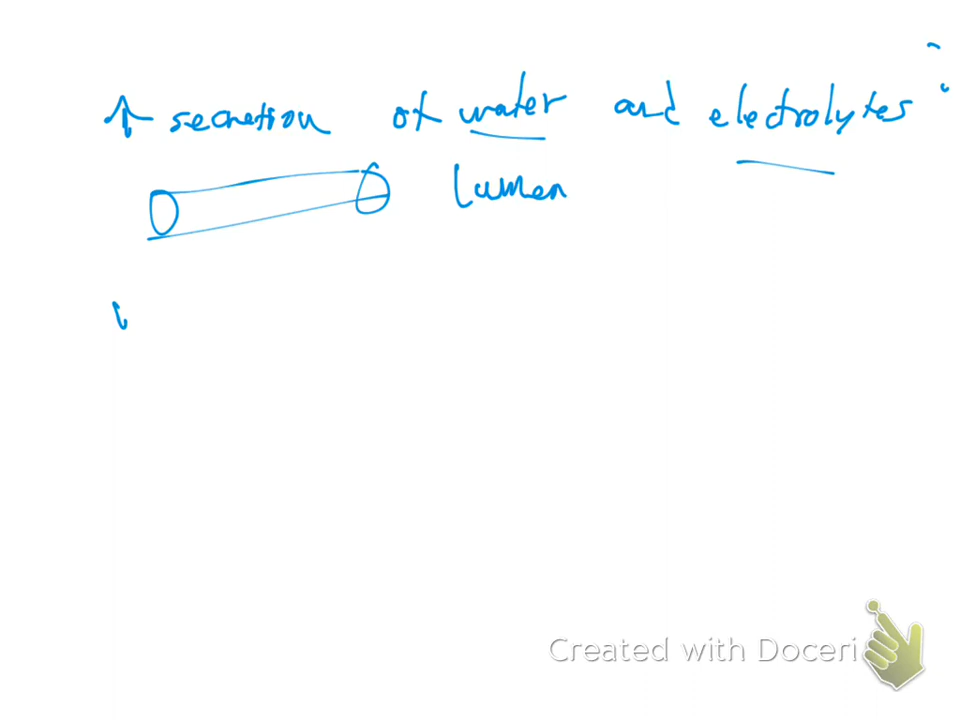 ↑ secretion of water and electrolytes
lumen
Created with Doceri